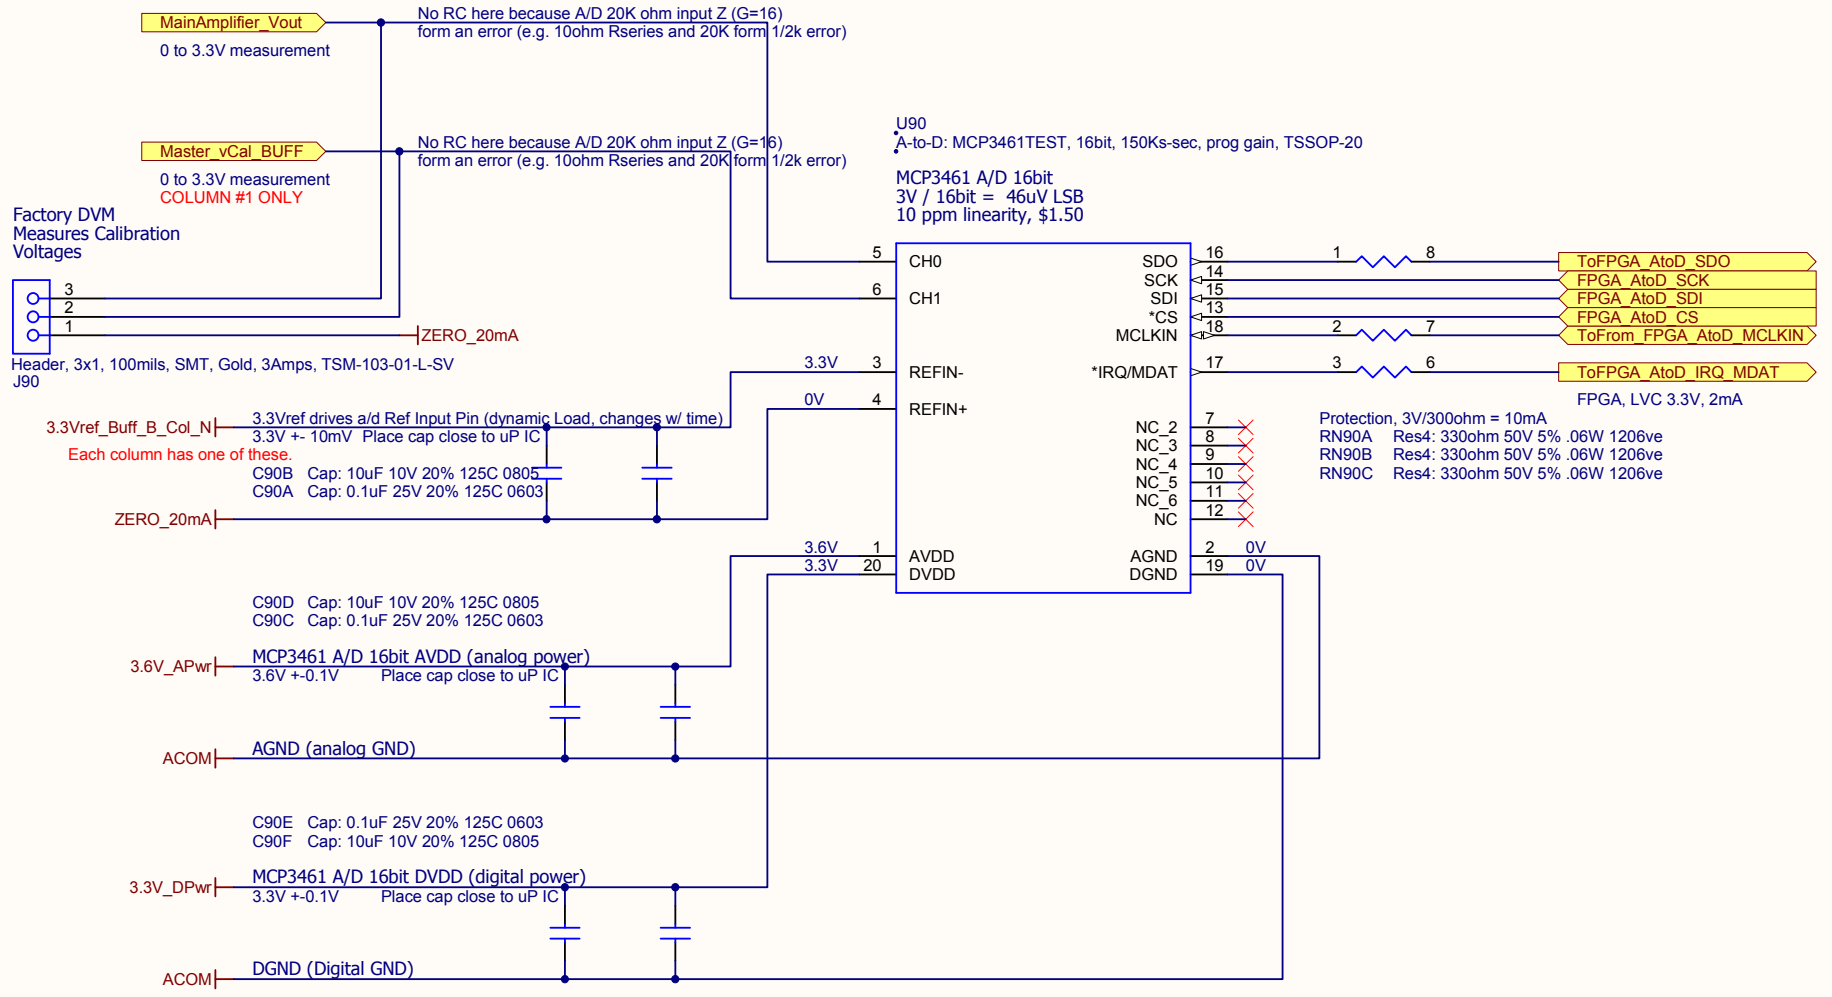 MainAmplifier_Vout
0 to 3.3V measurement
No RC here because A/D 20K ohm input Z (G=16)
form an error (e.g. 10ohm Rseries and 20K form 1/2k error)
Master_vCal_BUFF
0 to 3.3V measurement
COLUMN #1 ONLY
No RC here because A/D 20K ohm input Z (G=16)
form an error (e.g. 10ohm Rseries and 20K form 1/2k error)
Factory DVM
Measures Calibration
Voltages
3
2
1
ZERO_20mA
Header, 3x1, 100mils, SMT, Gold, 3Amps, TSM-103-01-L-SV
J90
U90
A-to-D: MCP3461TEST, 16bit, 150Ks-sec, prog gain, TSSOP-20
MCP3461 A/D 16bit
3V / 16bit =  46uV LSB
10 ppm linearity, $1.50
5 CH0
6 CH1
3.3V 3 REFIN-
0V 4 REFIN+
3.6V 1 AVDD
3.3V 20 DVDD
SDO 16 1 8 ToFPGA_AtoD_SDO
SCK 14 FPGA_AtoD_SCK
SDI 15 FPGA_AtoD_SDI
*CS 13 FPGA_AtoD_CS
MCLKIN 18 2 7 ToFrom_FPGA_AtoD_MCLKIN
*IRQ/MDAT 17 3 6 ToFPGA_AtoD_IRQ_MDAT
FPGA, LVC 3.3V, 2mA
NC_2 7
NC_3 8
NC_4 9
NC_5 10
NC_6 11
NC 12
AGND 2 0V
DGND 19 0V
Protection, 3V/300ohm = 10mA
RN90A Res4: 330ohm 50V 5% .06W 1206ve
RN90B Res4: 330ohm 50V 5% .06W 1206ve
RN90C Res4: 330ohm 50V 5% .06W 1206ve
3.3Vref_Buff_B_Col_N
Each column has one of these.
3.3Vref drives a/d Ref Input Pin (dynamic Load, changes w/ time)
3.3V +- 10mV  Place cap close to uP IC
C90B Cap: 10uF 10V 20% 125C 0805
C90A Cap: 0.1uF 25V 20% 125C 0603
ZERO_20mA
C90D Cap: 10uF 10V 20% 125C 0805
C90C Cap: 0.1uF 25V 20% 125C 0603
3.6V_APwr
MCP3461 A/D 16bit AVDD (analog power)
3.6V +-0.1V Place cap close to uP IC
ACOM
AGND (analog GND)
C90E Cap: 0.1uF 25V 20% 125C 0603
C90F Cap: 10uF 10V 20% 125C 0805
3.3V_DPwr
MCP3461 A/D 16bit DVDD (digital power)
3.3V +-0.1V Place cap close to uP IC
ACOM
DGND (Digital GND)